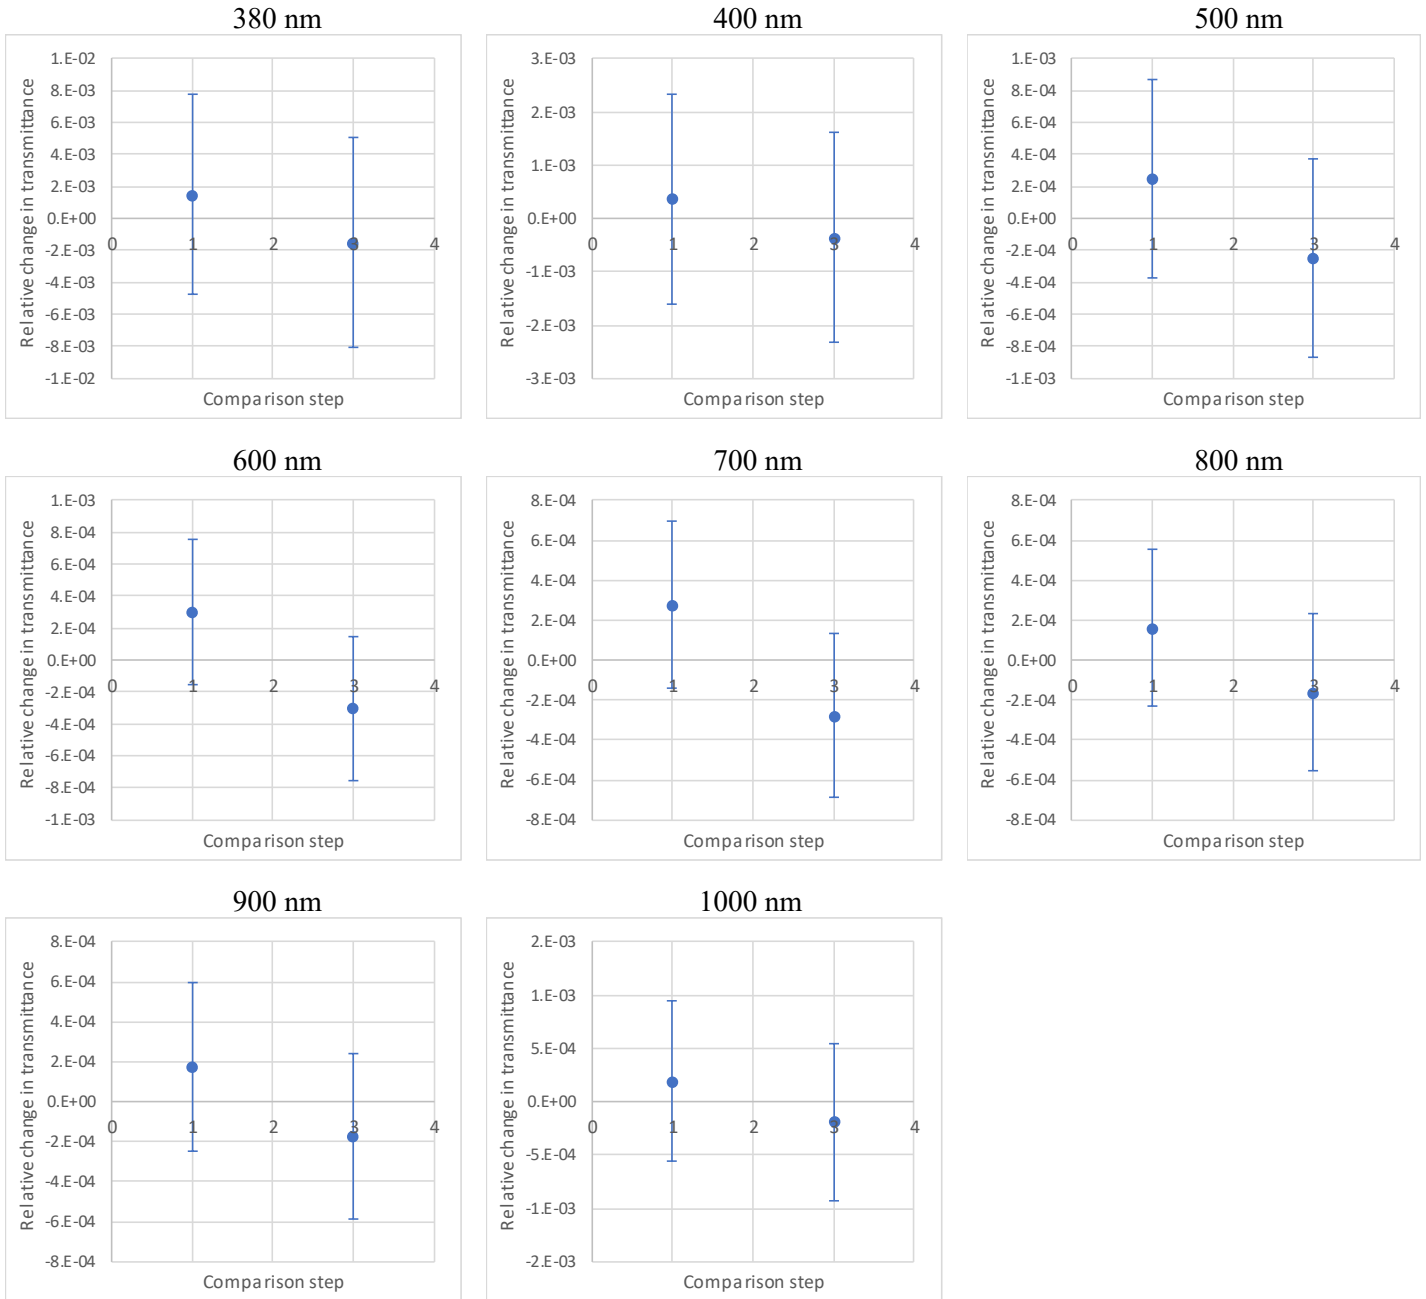 380 nm
Relative change in transmittance
1.E-02
8.E-03
6.E-03
4.E-03
2.E-03
0.E+00
-2.E-03
-4.E-03
-6.E-03
-8.E-03
-1.E-02
0 1 2 3 4
Comparison step
400 nm
Relative change in transmittance
3.E-03
2.E-03
1.E-03
0.E+00
-1.E-03
-2.E-03
-3.E-03
0 1 2 3 4
Comparison step
500 nm
Relative change in transmittance
1.E-03
8.E-04
6.E-04
4.E-04
2.E-04
0.E+00
-2.E-04
-4.E-04
-6.E-04
-8.E-04
-1.E-03
0 1 2 3 4
Comparison step
600 nm
Relative change in transmittance
1.E-03
8.E-04
6.E-04
4.E-04
2.E-04
0.E+00
-2.E-04
-4.E-04
-6.E-04
-8.E-04
-1.E-03
0 1 2 3 4
Comparison step
700 nm
Relative change in transmittance
8.E-04
6.E-04
4.E-04
2.E-04
0.E+00
-2.E-04
-4.E-04
-6.E-04
-8.E-04
0 1 2 3 4
Comparison step
800 nm
Relative change in transmittance
8.E-04
6.E-04
4.E-04
2.E-04
0.E+00
-2.E-04
-4.E-04
-6.E-04
-8.E-04
0 1 2 3 4
Comparison step
900 nm
Relative change in transmittance
8.E-04
6.E-04
4.E-04
2.E-04
0.E+00
-2.E-04
-4.E-04
-6.E-04
-8.E-04
0 1 2 3 4
Comparison step
1000 nm
Relative change in transmittance
2.E-03
1.E-03
5.E-04
0.E+00
-5.E-04
-1.E-03
-2.E-03
0 1 2 3 4
Comparison step